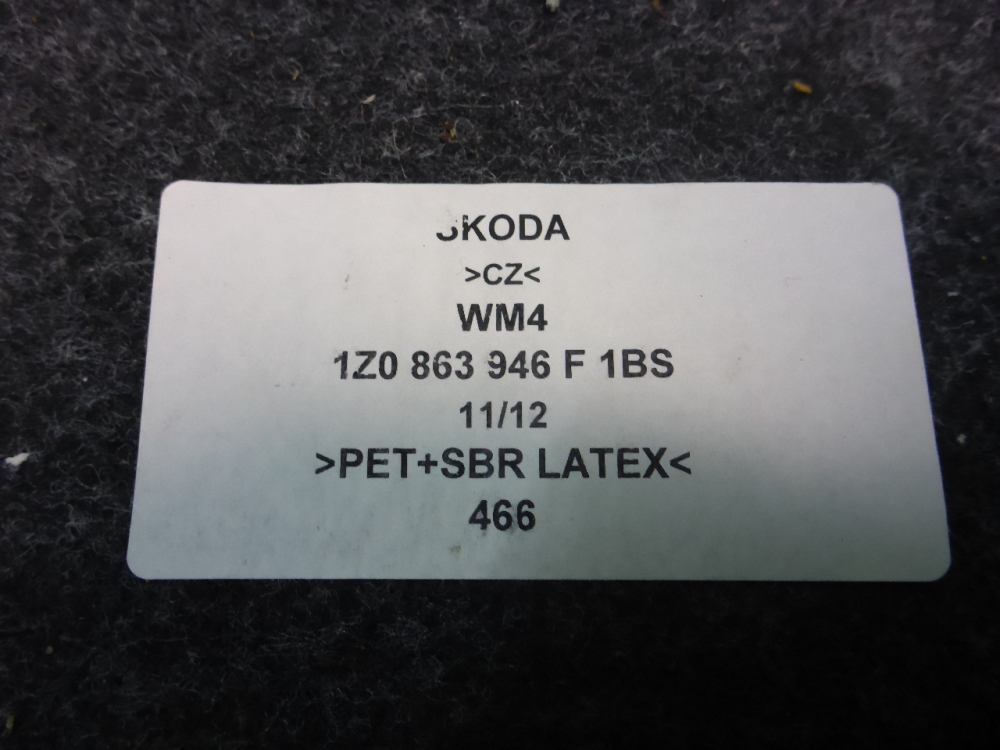 SKODA
>CZ<
WM4
1Z0 863 946 F 1BS
11/12
>PET+SBR LATEX<
466